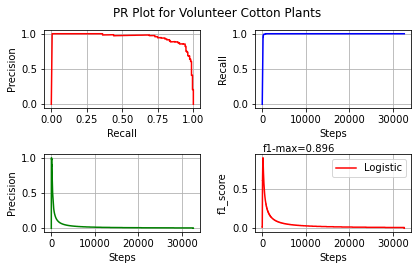 PR Plot for Volunteer Cotton Plants
Precision
1.0
0.5
0.0
0.00 0.25 0.50 0.75 1.00
Recall
Recall
1.0
0.5
0.0
0 10000 20000 30000
Steps
Precision
1.0
0.5
0.0
0 10000 20000 30000
Steps
f1-max=0.896
Logistic
f1_score
0.5
0.0
0 10000 20000 30000
Steps